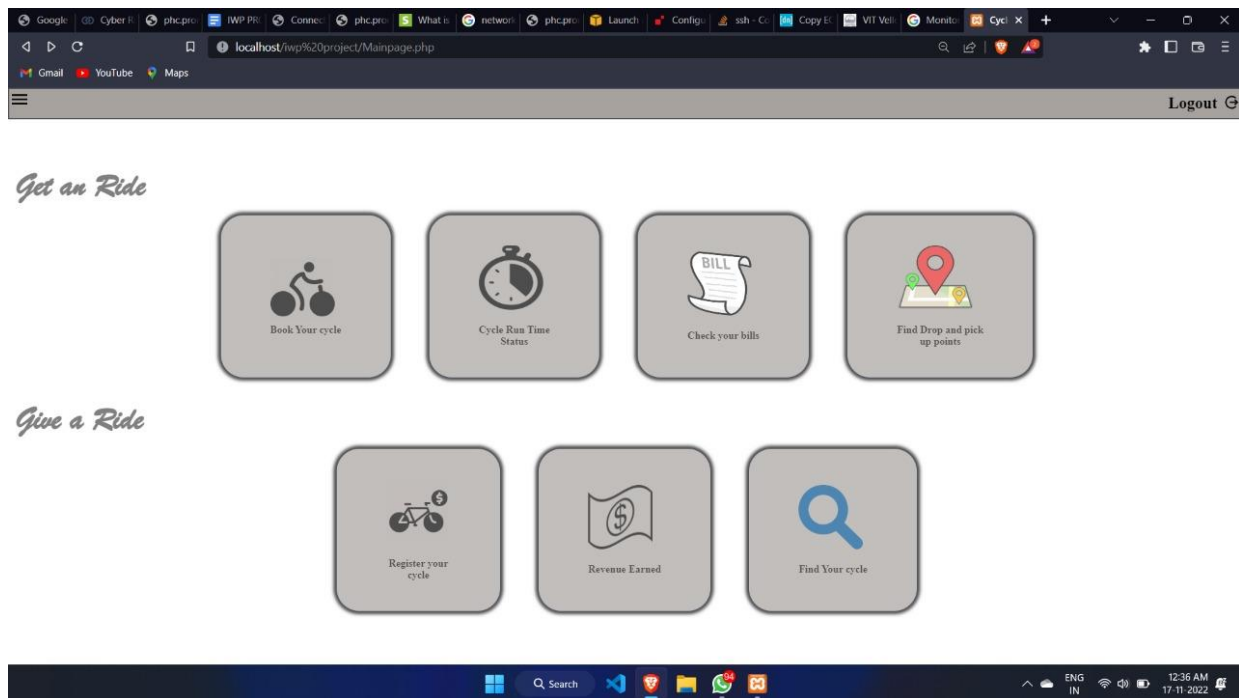 Google Cyber R phc.pro IWP PR Connec phc.pro What is network phc.pro Launch Configu ssh - Co Copy EC VIT Vell Monito Cycl
localhost/iwp%20project/Mainpage.php
Gmail YouTube Maps
Logout
Get an Ride
BILL
Book Your cycle
Cycle Run Time
Status
Check your bills
Find Drop and pick
up points
Give a Ride
$
$
Register your
cycle
Revenue Earned
Find Your cycle
Search
94
ENG
IN
12:36 AM
17-11-2022